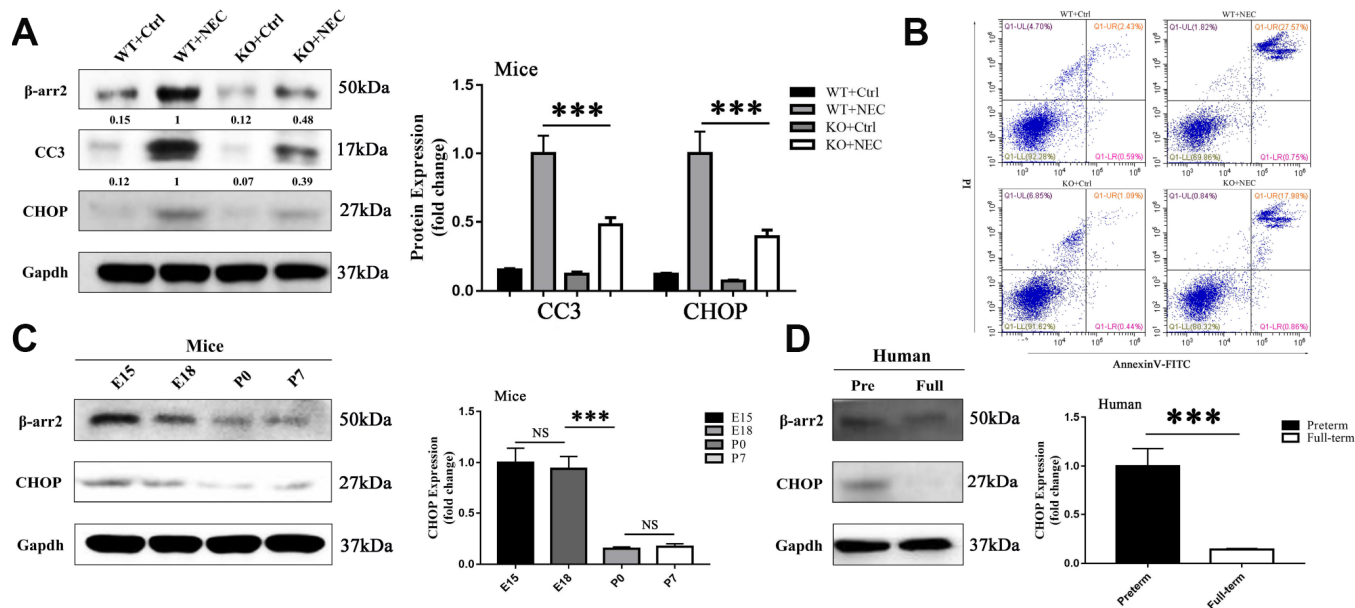 A
WT+Ctrl WT+NEC KO+Ctrl KO+NEC
β-arr2 50kDa
0.15 1 0.12 0.48
CC3 17kDa
0.12 1 0.07 0.39
CHOP 27kDa
Gapdh 37kDa
Mice
Protein Expression
(fold change)
1.5
1.0
0.5
0.0
*** ***
CC3 CHOP
WT+Ctrl
WT+NEC
KO+Ctrl
KO+NEC
B
WT+Ctrl
Q1-UL(4.70%) Q1-UR(2.43%)
Q1-LL(92.28%) Q1-LR(0.59%)
WT+NEC
Q1-UL(1.82%) Q1-UR(27.57%)
Q1-LL(69.86%) Q1-LR(0.75%)
KO+Ctrl
Q1-UL(6.85%) Q1-UR(1.09%)
Q1-LL(91.62%) Q1-LR(0.44%)
KO+NEC
Q1-UL(0.84%) Q1-UR(17.98%)
Q1-LL(80.32%) Q1-LR(0.86%)
10⁴ 10⁵ 10⁶
Id
AnnexinV-FITC
C
Mice
E15 E18 P0 P7
β-arr2 50kDa
CHOP 27kDa
Gapdh 37kDa
Mice
CHOP Expression
(fold change)
1.5
1.0
0.5
0.0
NS *** NS
E15 E18 P0 P7
E15
E18
P0
P7
D
Human
Pre Full
β-arr2 50kDa
CHOP 27kDa
Gapdh 37kDa
Human
CHOP Expression
(fold change)
1.5
1.0
0.5
0.0
***
Preterm Full-term
Preterm
Full-term